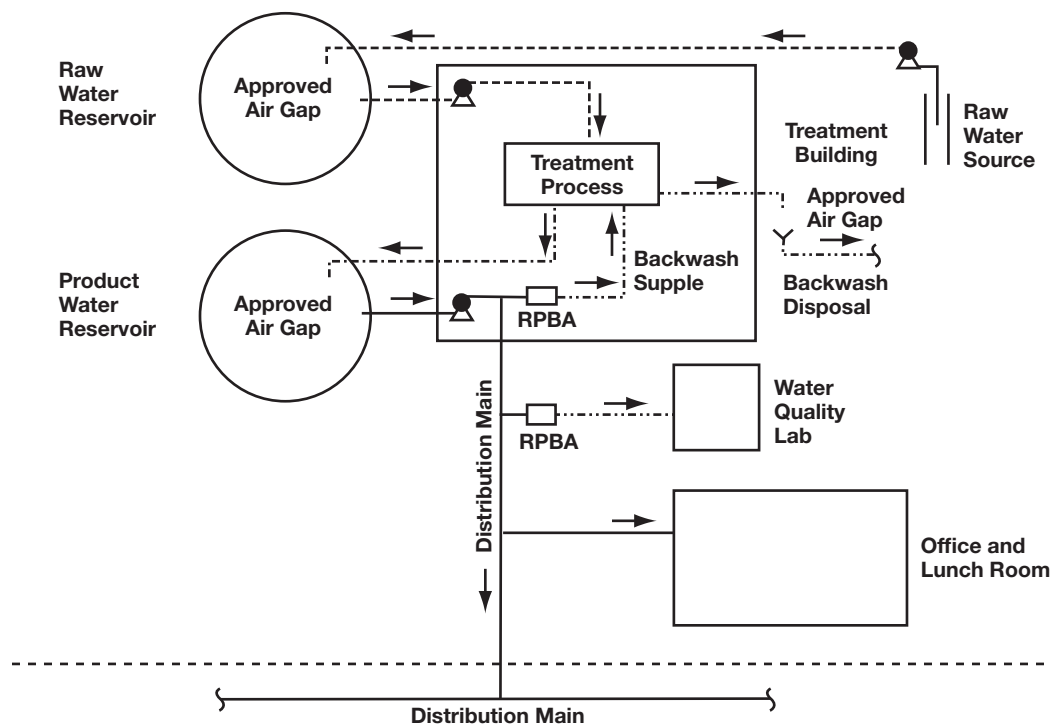 Raw
Water
Reservoir
Approved
Air Gap
Treatment
Process
Treatment
Building
Raw
Water
Source
Approved
Air Gap
Backwash
Disposal
Backwash
Supple
Product
Water
Reservoir
Approved
Air Gap
RPBA
Distribution Main
RPBA
Water
Quality
Lab
Office and
Lunch Room
Distribution Main